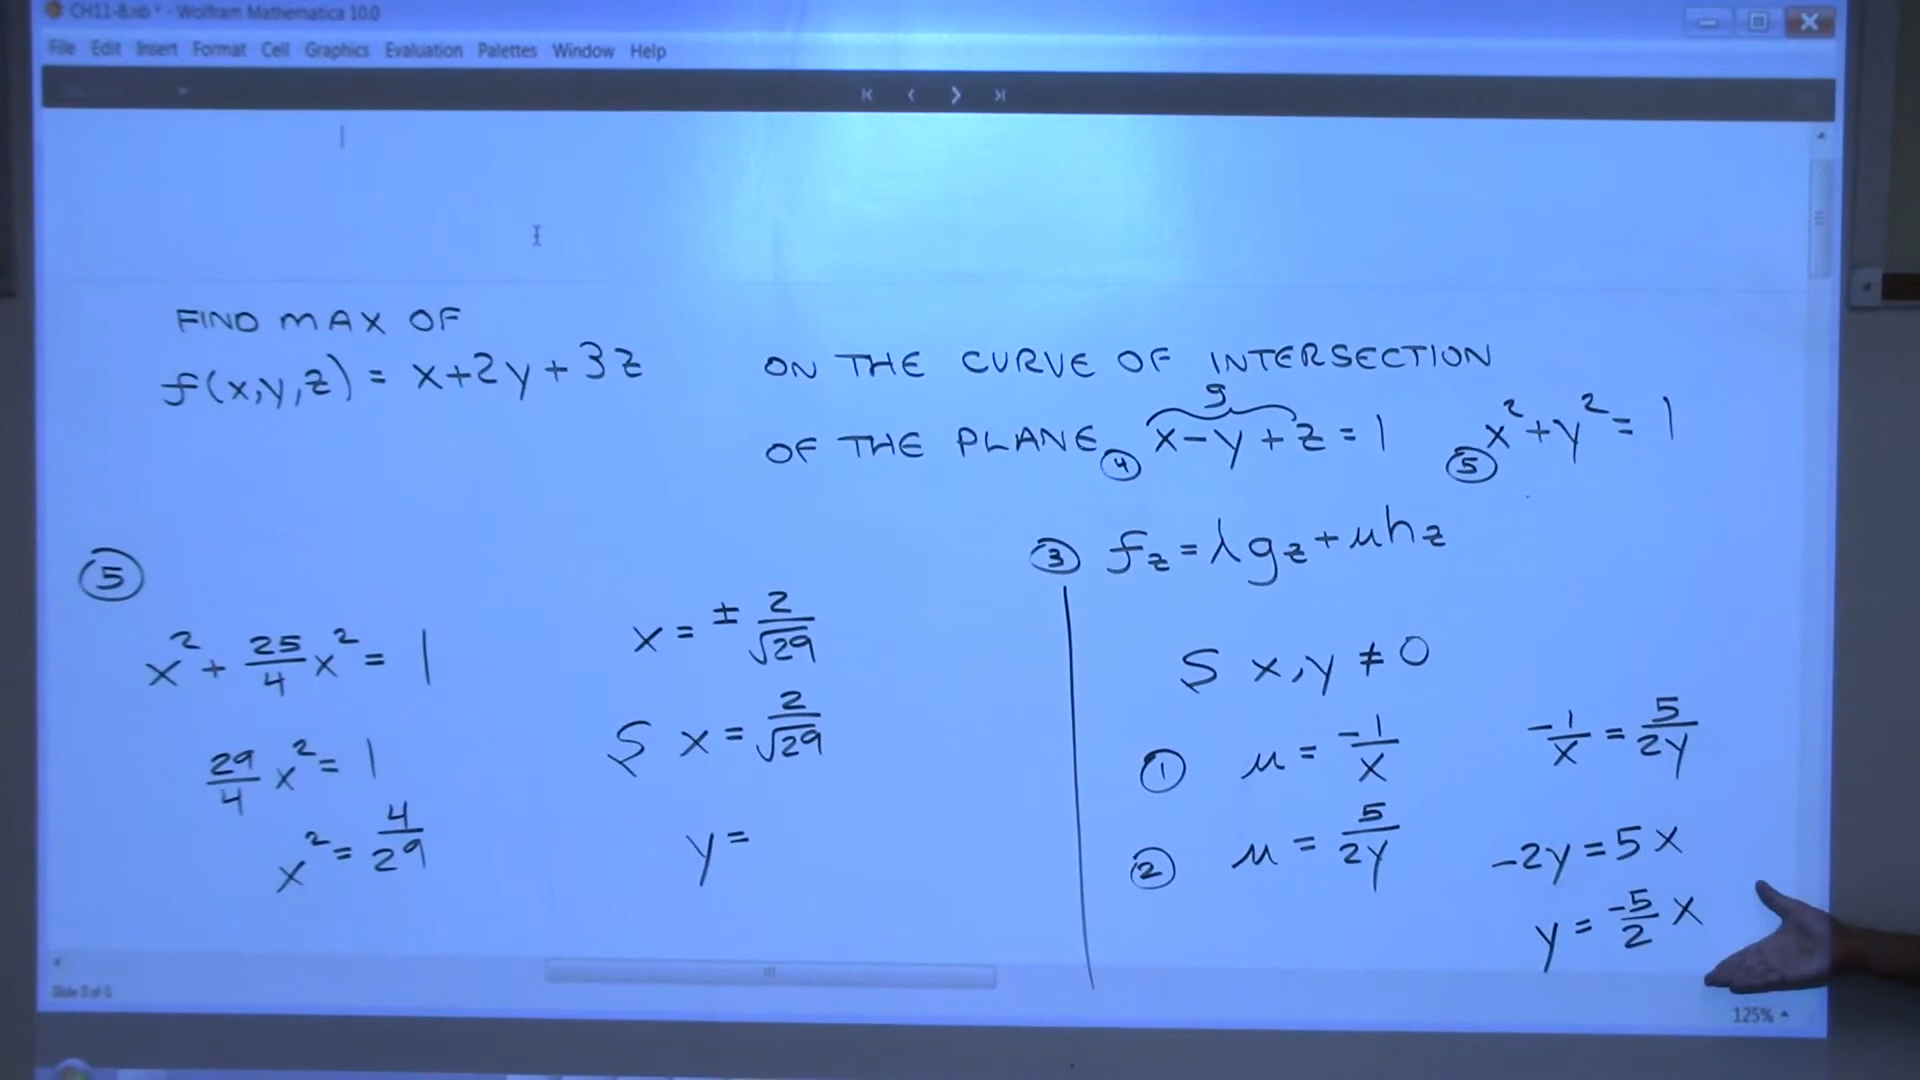 CH11-8.nb * - Wolfram Mathematica 10.0
File Edit Insert Format Cell Graphics Evaluation Palettes Window Help
FIND MAX OF
f(x,y,z) = x+2y+3z
ON THE CURVE OF INTERSECTION
g
OF THE PLANE ④ x-y+z=1 ⑤ x²+y²=1
③ f_z = λg_z + μh_z
⑤
x² + 25/4 x² = 1
29/4 x² = 1
x² = 4/29
x = ± 2/√29
S x = 2/√29
y =
S x,y ≠ 0
① μ = -1/x
② μ = 5/2y
-1/x = 5/2y
-2y = 5x
y = -5/2 x
125%